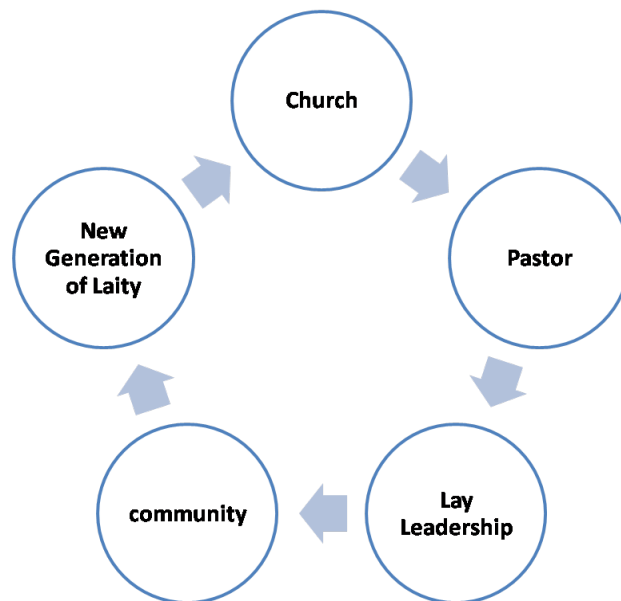 Church
Pastor
Lay
Leadership
community
New
Generation
of Laity